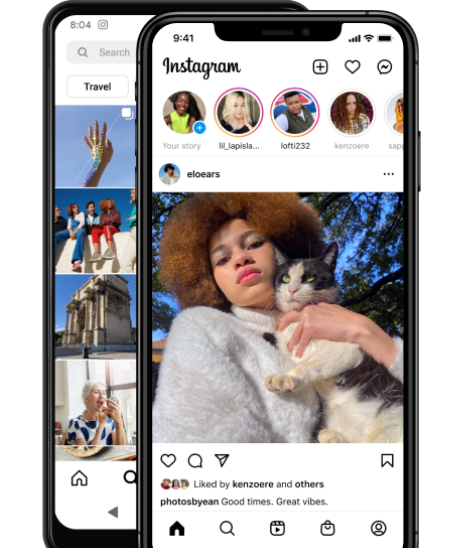 8:04
Search
Travel
9:41
Instagram
Your story
lil_lapisla...
lofti232
kenzoere
sapp
eloears
Liked by kenzoere and others
photosbyean Good times. Great vibes.